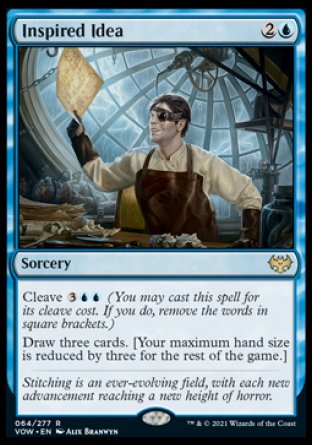 Inspired Idea 2
Sorcery
Cleave 3 (You may cast this spell for
its cleave cost. If you do, remove the words in
square brackets.)
Draw three cards. [Your maximum hand size
is reduced by three for the rest of the game.]
Stitching is an ever-evolving field, with each new
advancement reaching a new height of horror.
064/277 R
VOW • EN Alix Branwyn
™ & © 2021 Wizards of the Coast